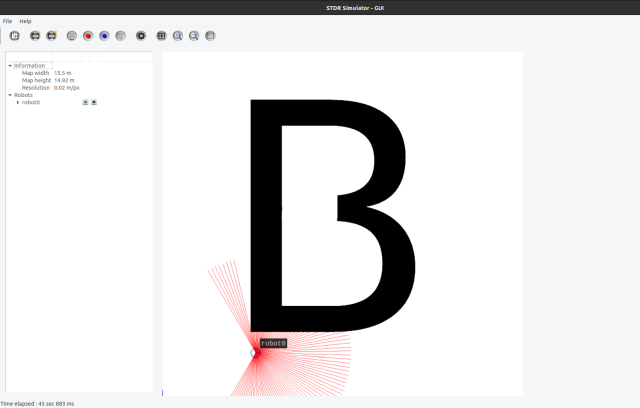 STDR Simulator - GUI
File Help
Information
Map width 15.5 m
Map height 14.92 m
Resolution 0.02 m/px
Robots
robot0
B
robot0
Time elapsed : 45 sec 883 ms